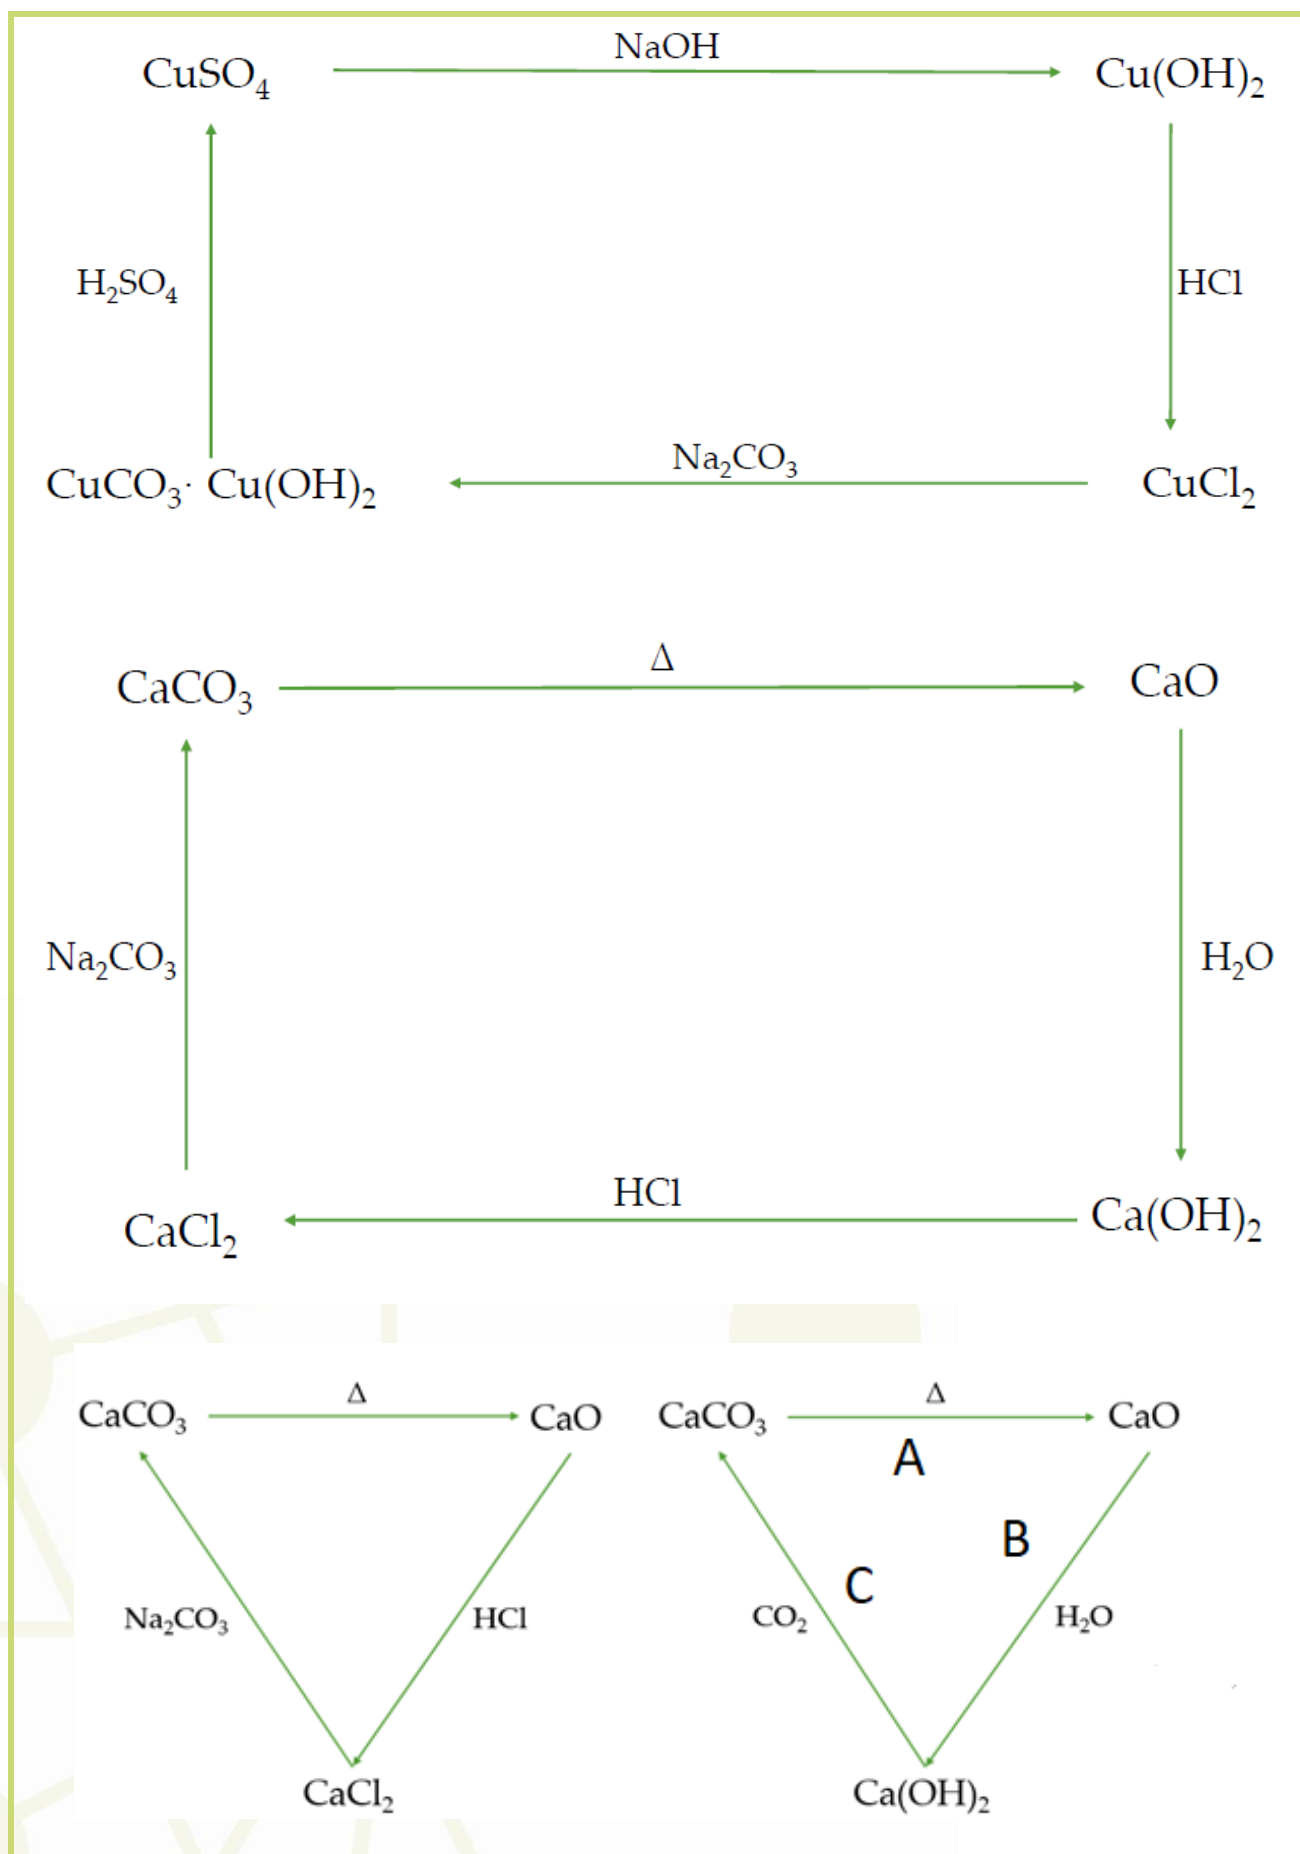 NaOH
CuSO₄ Cu(OH)₂
H₂SO₄ HCl
Na₂CO₃
CuCO₃· Cu(OH)₂ CuCl₂
Δ
CaCO₃ CaO
Na₂CO₃ H₂O
HCl
CaCl₂ Ca(OH)₂
Δ
CaCO₃ CaO
Na₂CO₃ HCl
CaCl₂
Δ
CaCO₃ CaO
A
B
C
CO₂ H₂O
Ca(OH)₂